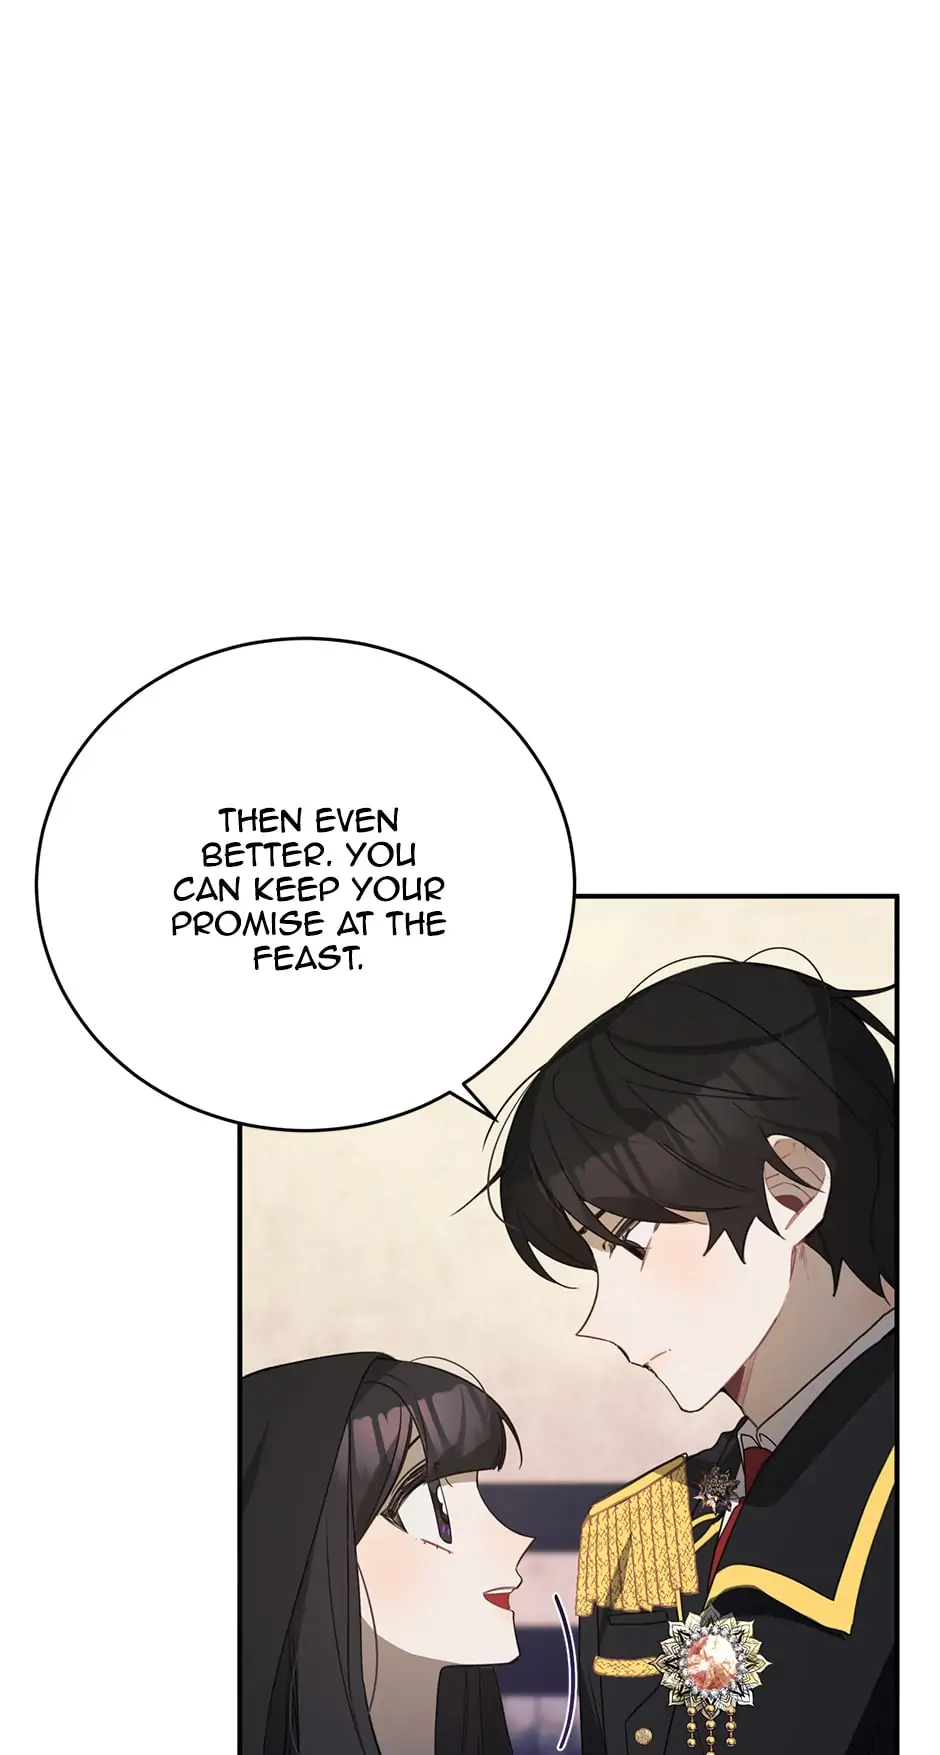 THEN EVEN
BETTER. YOU
CAN KEEP YOUR
PROMISE AT THE
FEAST.